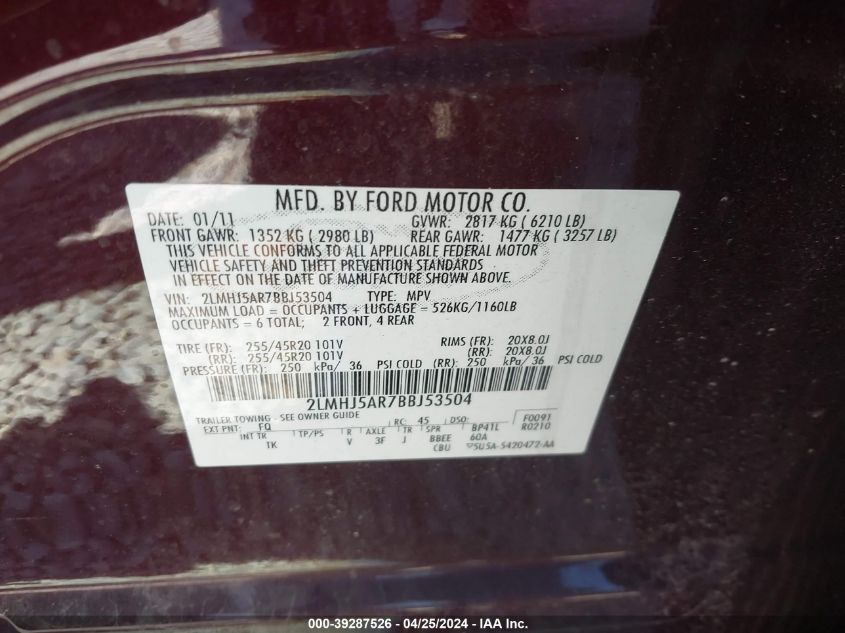 MFD. BY FORD MOTOR CO.
DATE: 01/11 GVWR: 2817 KG ( 6210 LB)
FRONT GAWR: 1352 KG ( 2980 LB) REAR GAWR: 1477 KG ( 3257 LB)
THIS VEHICLE CONFORMS TO ALL APPLICABLE FEDERAL MOTOR
VEHICLE SAFETY AND THEFT PREVENTION STANDARDS
IN EFFECT ON THE DATE OF MANUFACTURE SHOWN ABOVE.
VIN: 2LMHJ5AR7BBJ53504 TYPE: MPV
MAXIMUM LOAD = OCCUPANTS + LUGGAGE = 526KG/1160LB
OCCUPANTS = 6 TOTAL; 2 FRONT, 4 REAR
TIRE (FR): 255/45R20 101V RIMS (FR): 20X8.0J
(RR): 255/45R20 101V (RR): 20X8.0J
PRESSURE (FR): 250 kPa/ 36 PSI COLD (RR): 250 kPa/ 36 PSI COLD
2LMHJ5AR7BBJ53504
TRAILER TOWING - SEE OWNER GUIDE
EXT PNT: FQ RC: 45 DSO: F0091
INT TR TP/PS R AXLE TR SPR BP41L R0210
TK V 3F J BBEE 60A
CBU 5U5A-5420472-AA
000-39287526 - 04/25/2024 - IAA Inc.